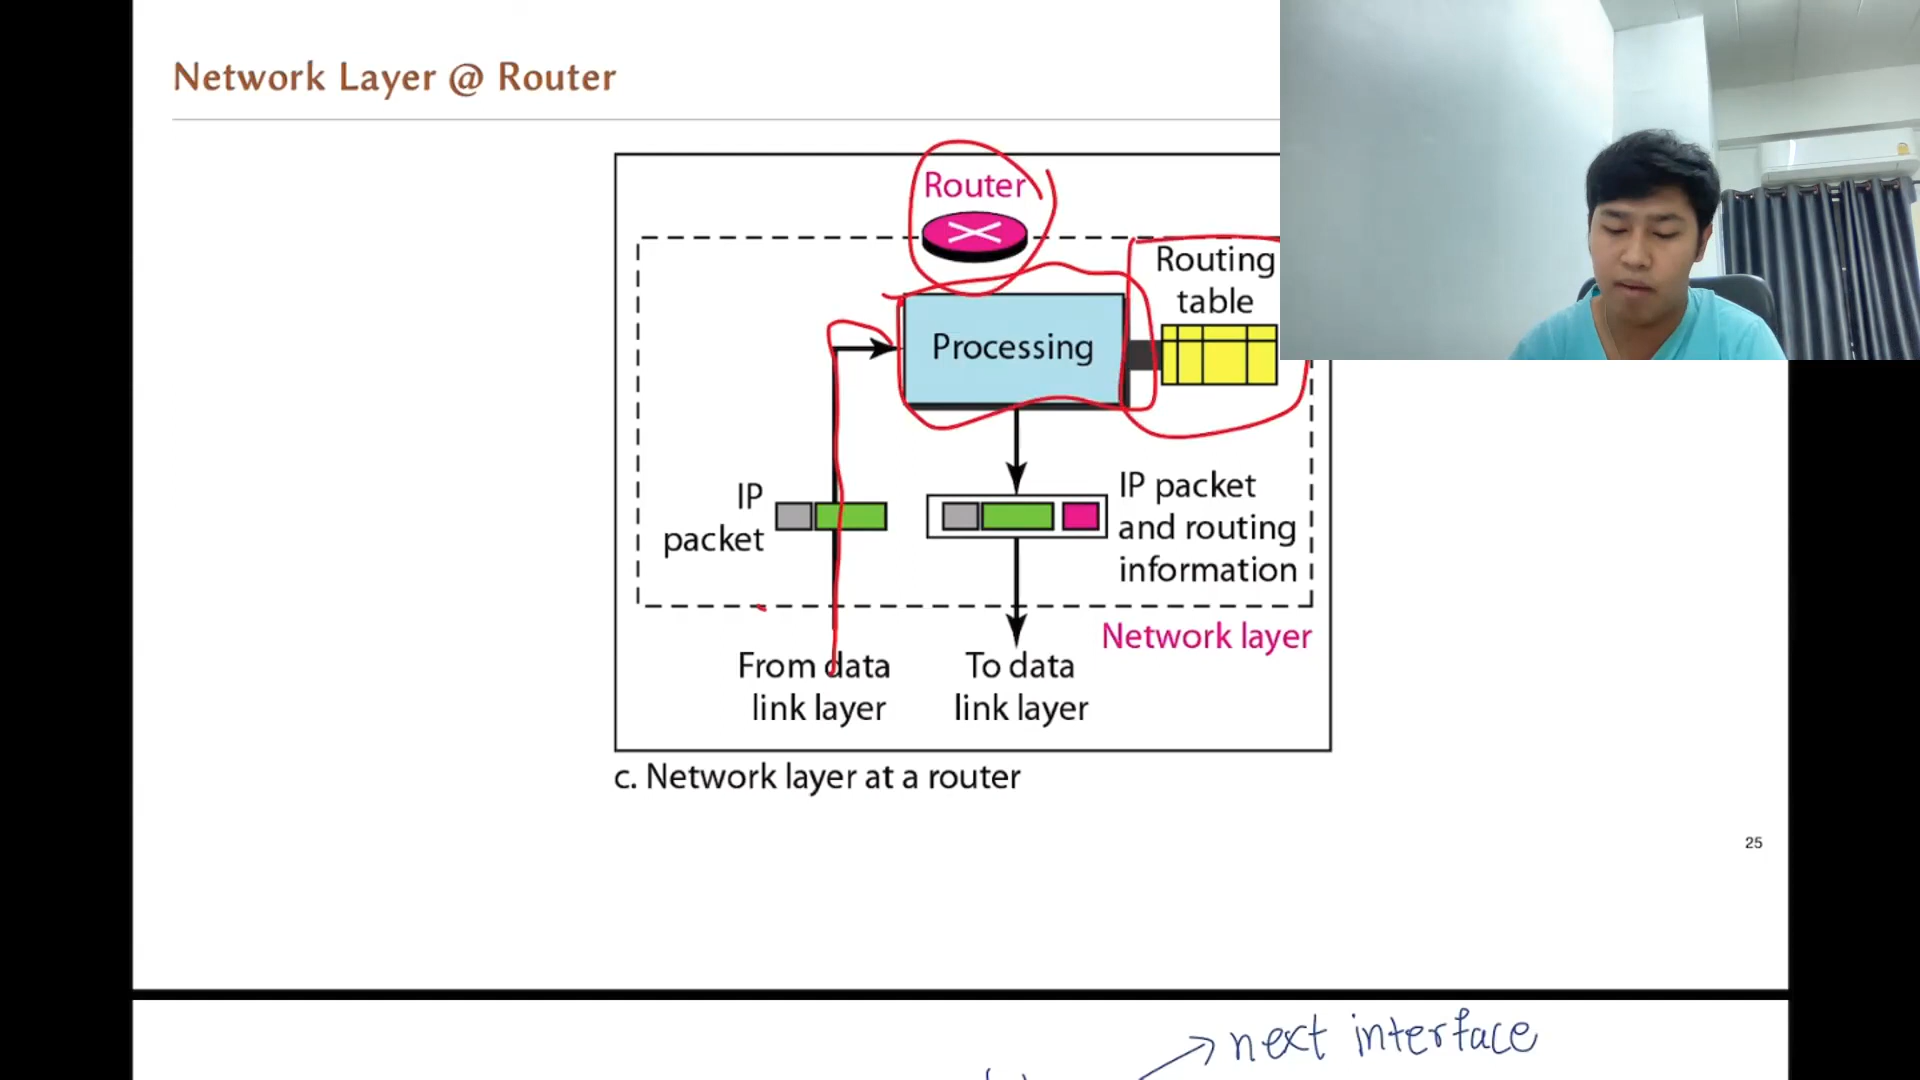 Network Layer @ Router
Router
Routing
table
Processing
IP
packet
IP packet
and routing
information
Network layer
From data
link layer
To data
link layer
c. Network layer at a router
25
next interface